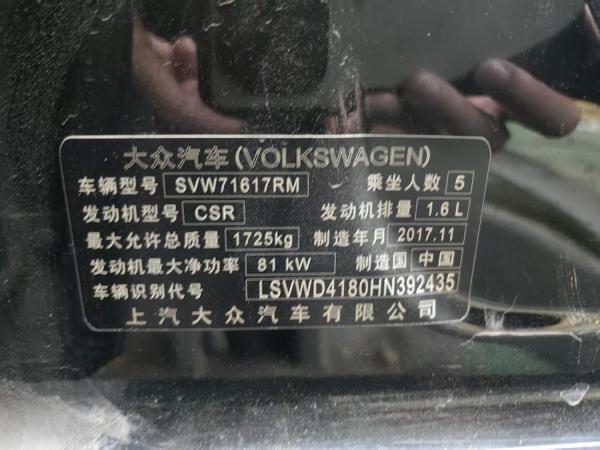 大众汽车(VOLKSWAGEN)
车辆型号 SVW71617RM 乘坐人数 5
发动机型号 CSR 发动机排量 1.6 L
最大允许总质量 1725kg 制造年月 2017.11
发动机最大净功率 81 kW 制造国 中国
车辆识别代号 LSVWD4180HN392435
上汽大众汽车有限公司